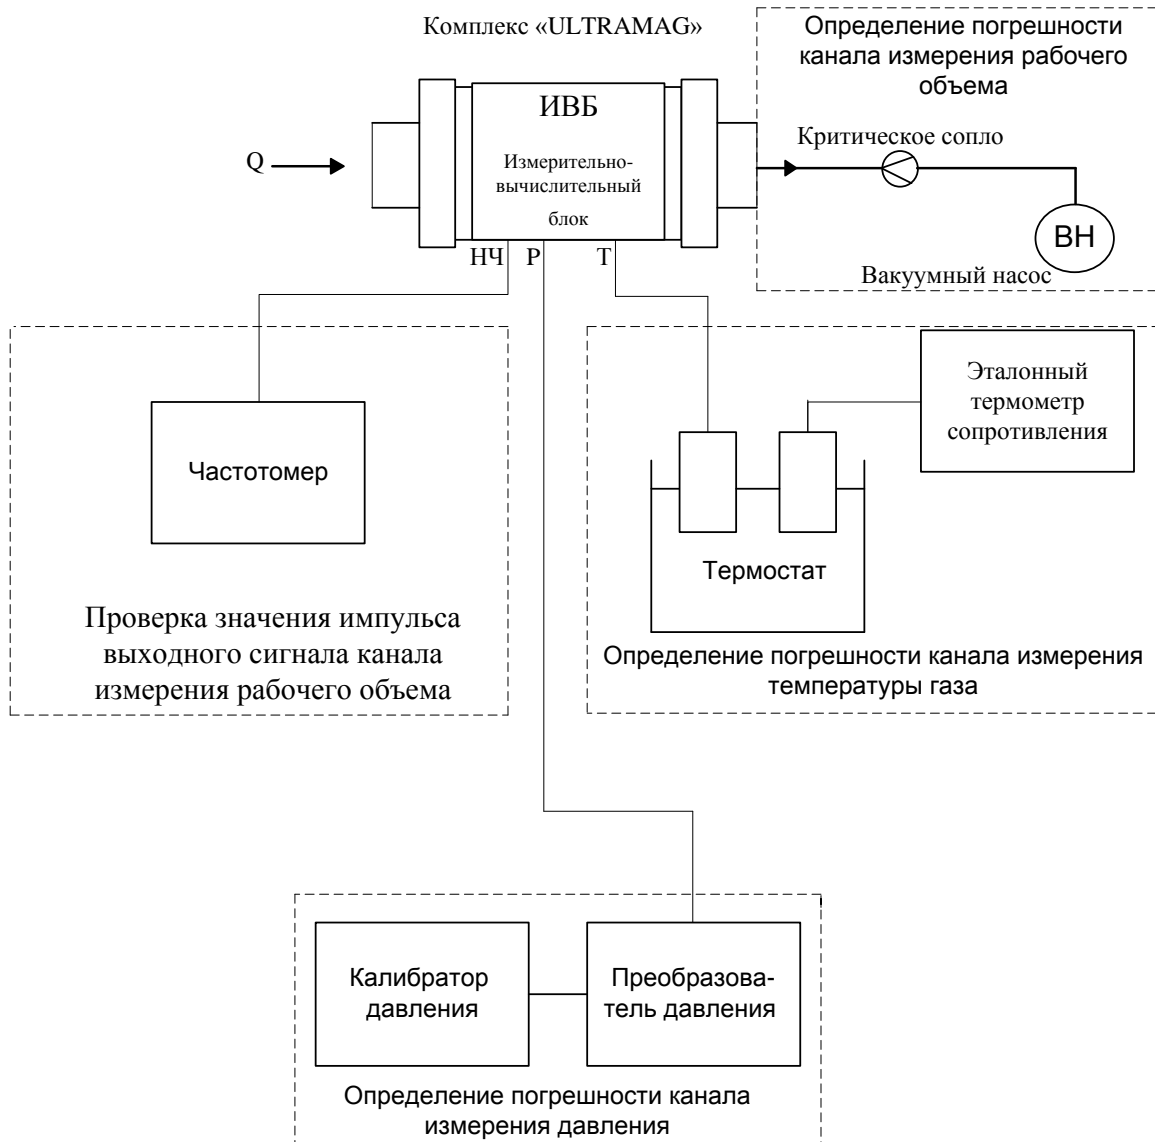 Комплекс «ULTRAMAG»
Определение погрешности
канала измерения рабочего
объема
ИВБ
Измерительно-
вычислительный
блок
Q
Критическое сопло
ВН
Вакуумный насос
НЧ
Р
Т
Частотомер
Проверка значения импульса
выходного сигнала канала
измерения рабочего объема
Эталонный
термометр
сопротивления
Термостат
Определение погрешности канала измерения
температуры газа
Калибратор
давления
Преобразова-
тель давления
Определение погрешности канала
измерения давления